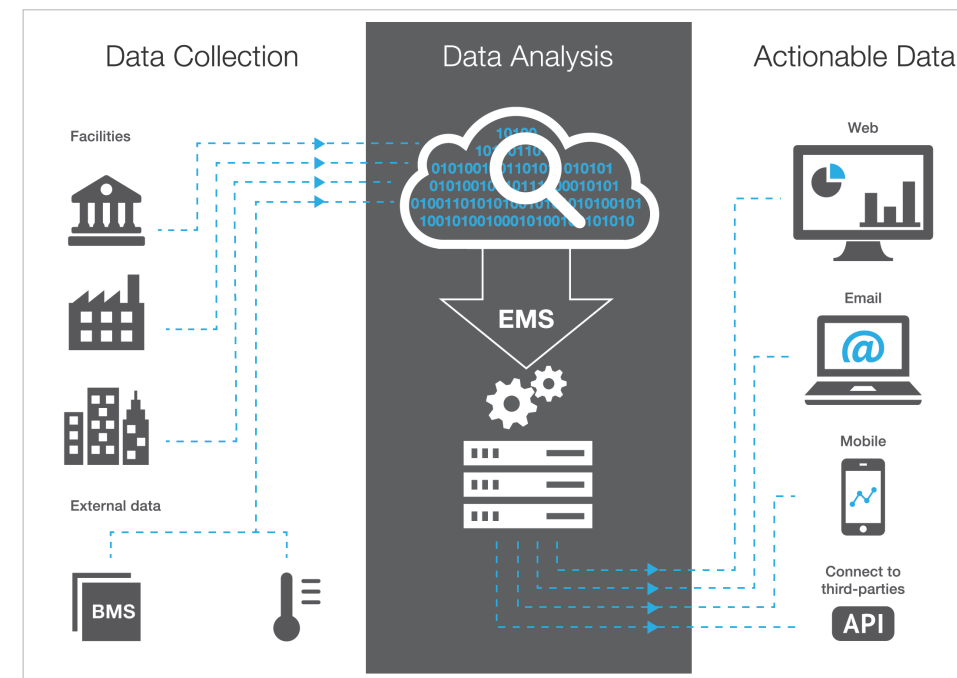 Data Collection
Data Analysis
Actionable Data
Facilities
External data
BMS
EMS
Web
Email
@
Mobile
Connect to
third-parties
API